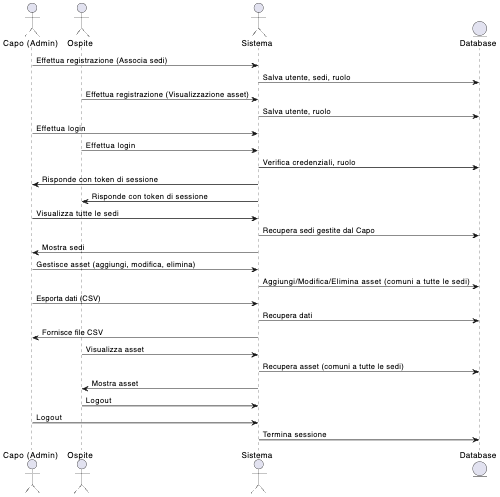 Capo (Admin) Ospite Sistema Database
Effettua registrazione (Associa sedi)
Salva utente, sedi, ruolo
Effettua registrazione (Visualizzazione asset)
Salva utente, ruolo
Effettua login
Effettua login
Verifica credenziali, ruolo
Risponde con token di sessione
Risponde con token di sessione
Visualizza tutte le sedi
Recupera sedi gestite dal Capo
Mostra sedi
Gestisce asset (aggiungi, modifica, elimina)
Aggiungi/Modifica/Elimina asset (comuni a tutte le sedi)
Esporta dati (CSV)
Recupera dati
Fornisce file CSV
Visualizza asset
Recupera asset (comuni a tutte le sedi)
Mostra asset
Logout
Logout
Termina sessione
Capo (Admin) Ospite Sistema Database